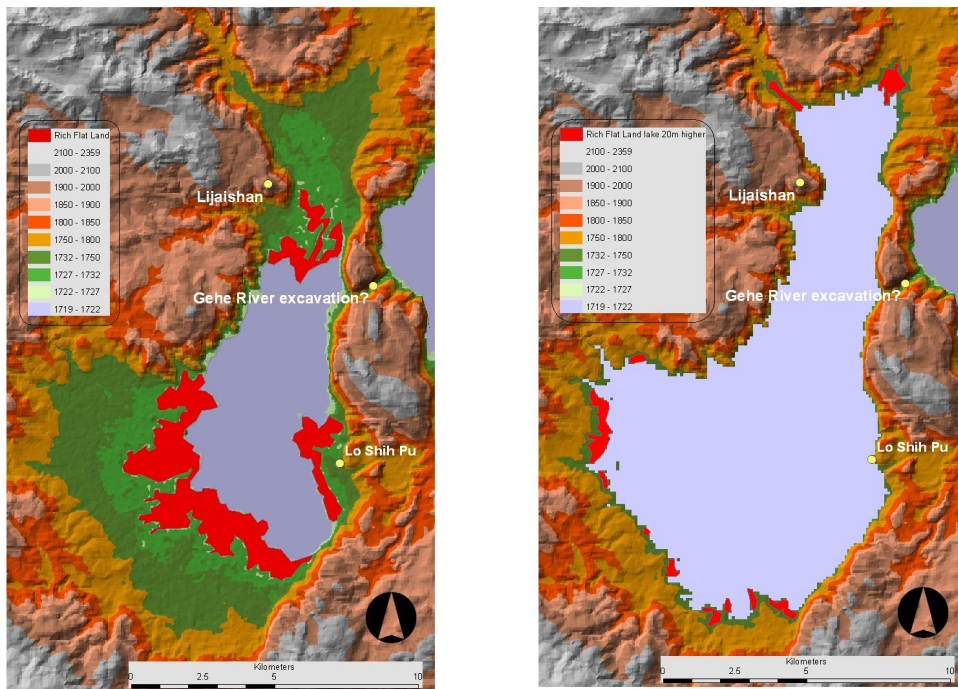 Rich Flat Land
2100 - 2359
2000 - 2100
1900 - 2000
1850 - 1900
1800 - 1850
1750 - 1800
1732 - 1750
1727 - 1732
1722 - 1727
1719 - 1722
Lijaishan
Gehe River excavation?
Lo Shih Pu
Kilometers
0 2.5 5 10
Rich Flat Land lake 20m higher
2100 - 2359
2000 - 2100
1900 - 2000
1850 - 1900
1800 - 1850
1750 - 1800
1732 - 1750
1727 - 1732
1722 - 1727
1719 - 1722
Lijaishan
Gehe River excavation?
Lo Shih Pu
Kilometers
0 2.5 5 10